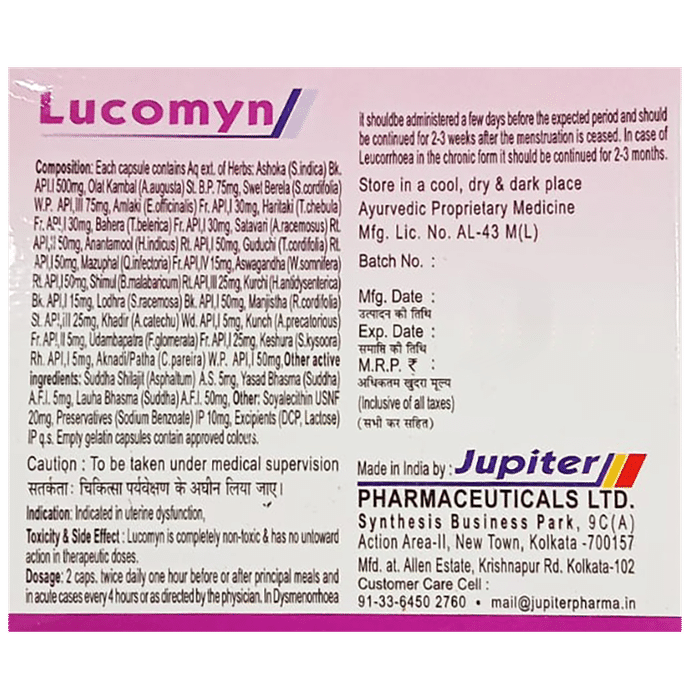 Lucomyn
Composition: Each capsule contains Aq ext. of Herbs: Ashoka (S.indica) Bk.
API,I 500mg, Olat Kambal (A.augusta) St. B.P. 75mg, Swet Berela (S.cordifolia)
W.P. API,III 75mg, Amlaki (E.officinalis) Fr. API,I 30mg, Haritaki (T.chebula)
Fr. API,I 30mg, Bahera (T.belerica) Fr. API,I 30mg, Satavari (A.racemosus) Rt.
API,II 50mg, Anantamool (H.indicus) Rt. API,I 50mg, Guduchi (T.cordifolia) Rt.
API,I 50mg, Mazuphal (Q.infectoria) Fr. API,IV 15mg, Aswagandha (W.somnifera)
Rt. API,I 50mg, Shimul (B.malabaricum) Rt. API,III 25mg, Kurchi (H.antidysenterica)
Bk. API,I 15mg, Lodhra (S.racemosa) Bk. API,I 50mg, Manjistha (R.cordifolia)
St. API,III 25mg, Khadir (A.catechu) Wd. API,I 5mg, Kunch (A.precatorious)
Fr. API,II 5mg, Udambapatra (F.glomerata) Fr. API,I 25mg, Keshura (S.kysoora)
Rh. API,I 5mg, Aknadi/Patha (C.pareira) W.P. API,I 50mg, Other active
ingredients: Suddha Shilajit (Asphaltum) A.S. 5mg, Yasad Bhasma (Suddha)
A.F.I. 5mg, Lauha Bhasma (Suddha) A.F.I. 50mg, Other: Soyalecithin USNF
20mg, Preservatives (Sodium Benzoate) IP 10mg, Excipients (DCP, Lactose)
IP q.s. Empty gelatin capsules contain approved colours.
Caution : To be taken under medical supervision
सतर्कता: चिकित्सा पर्यवेक्षण के अधीन लिया जाए।
Indication: Indicated in uterine dysfunction,
Toxicity & Side Effect : Lucomyn is completely non-toxic & has no untoward
action in therapeutic doses.
Dosage: 2 caps. twice daily one hour before or after principal meals and
in acute cases every 4 hours or as directed by the physician. In Dysmenorrhoea
it shouldbe administered a few days before the expected period and should
be continued for 2-3 weeks after the menstruation is ceased. In case of
Leucorrhoea in the chronic form it should be continued for 2-3 months.
Store in a cool, dry & dark place
Ayurvedic Proprietary Medicine
Mfg. Lic. No. AL-43 M(L)
Batch No. :
Mfg. Date :
उत्पादन की तिथि
Exp. Date :
समाप्ति की तिथि
M.R.P. ₹ :
अधिकतम खुदरा मूल्य
(Inclusive of all taxes)
(सभी कर सहित)
Made in India by : Jupiter
PHARMACEUTICALS LTD.
Synthesis Business Park, 9C(A)
Action Area-II, New Town, Kolkata -700157
Mfd. at. Allen Estate, Krishnapur Rd. Kolkata-102
Customer Care Cell :
91-33-6450 2760 • mail@jupiterpharma.in